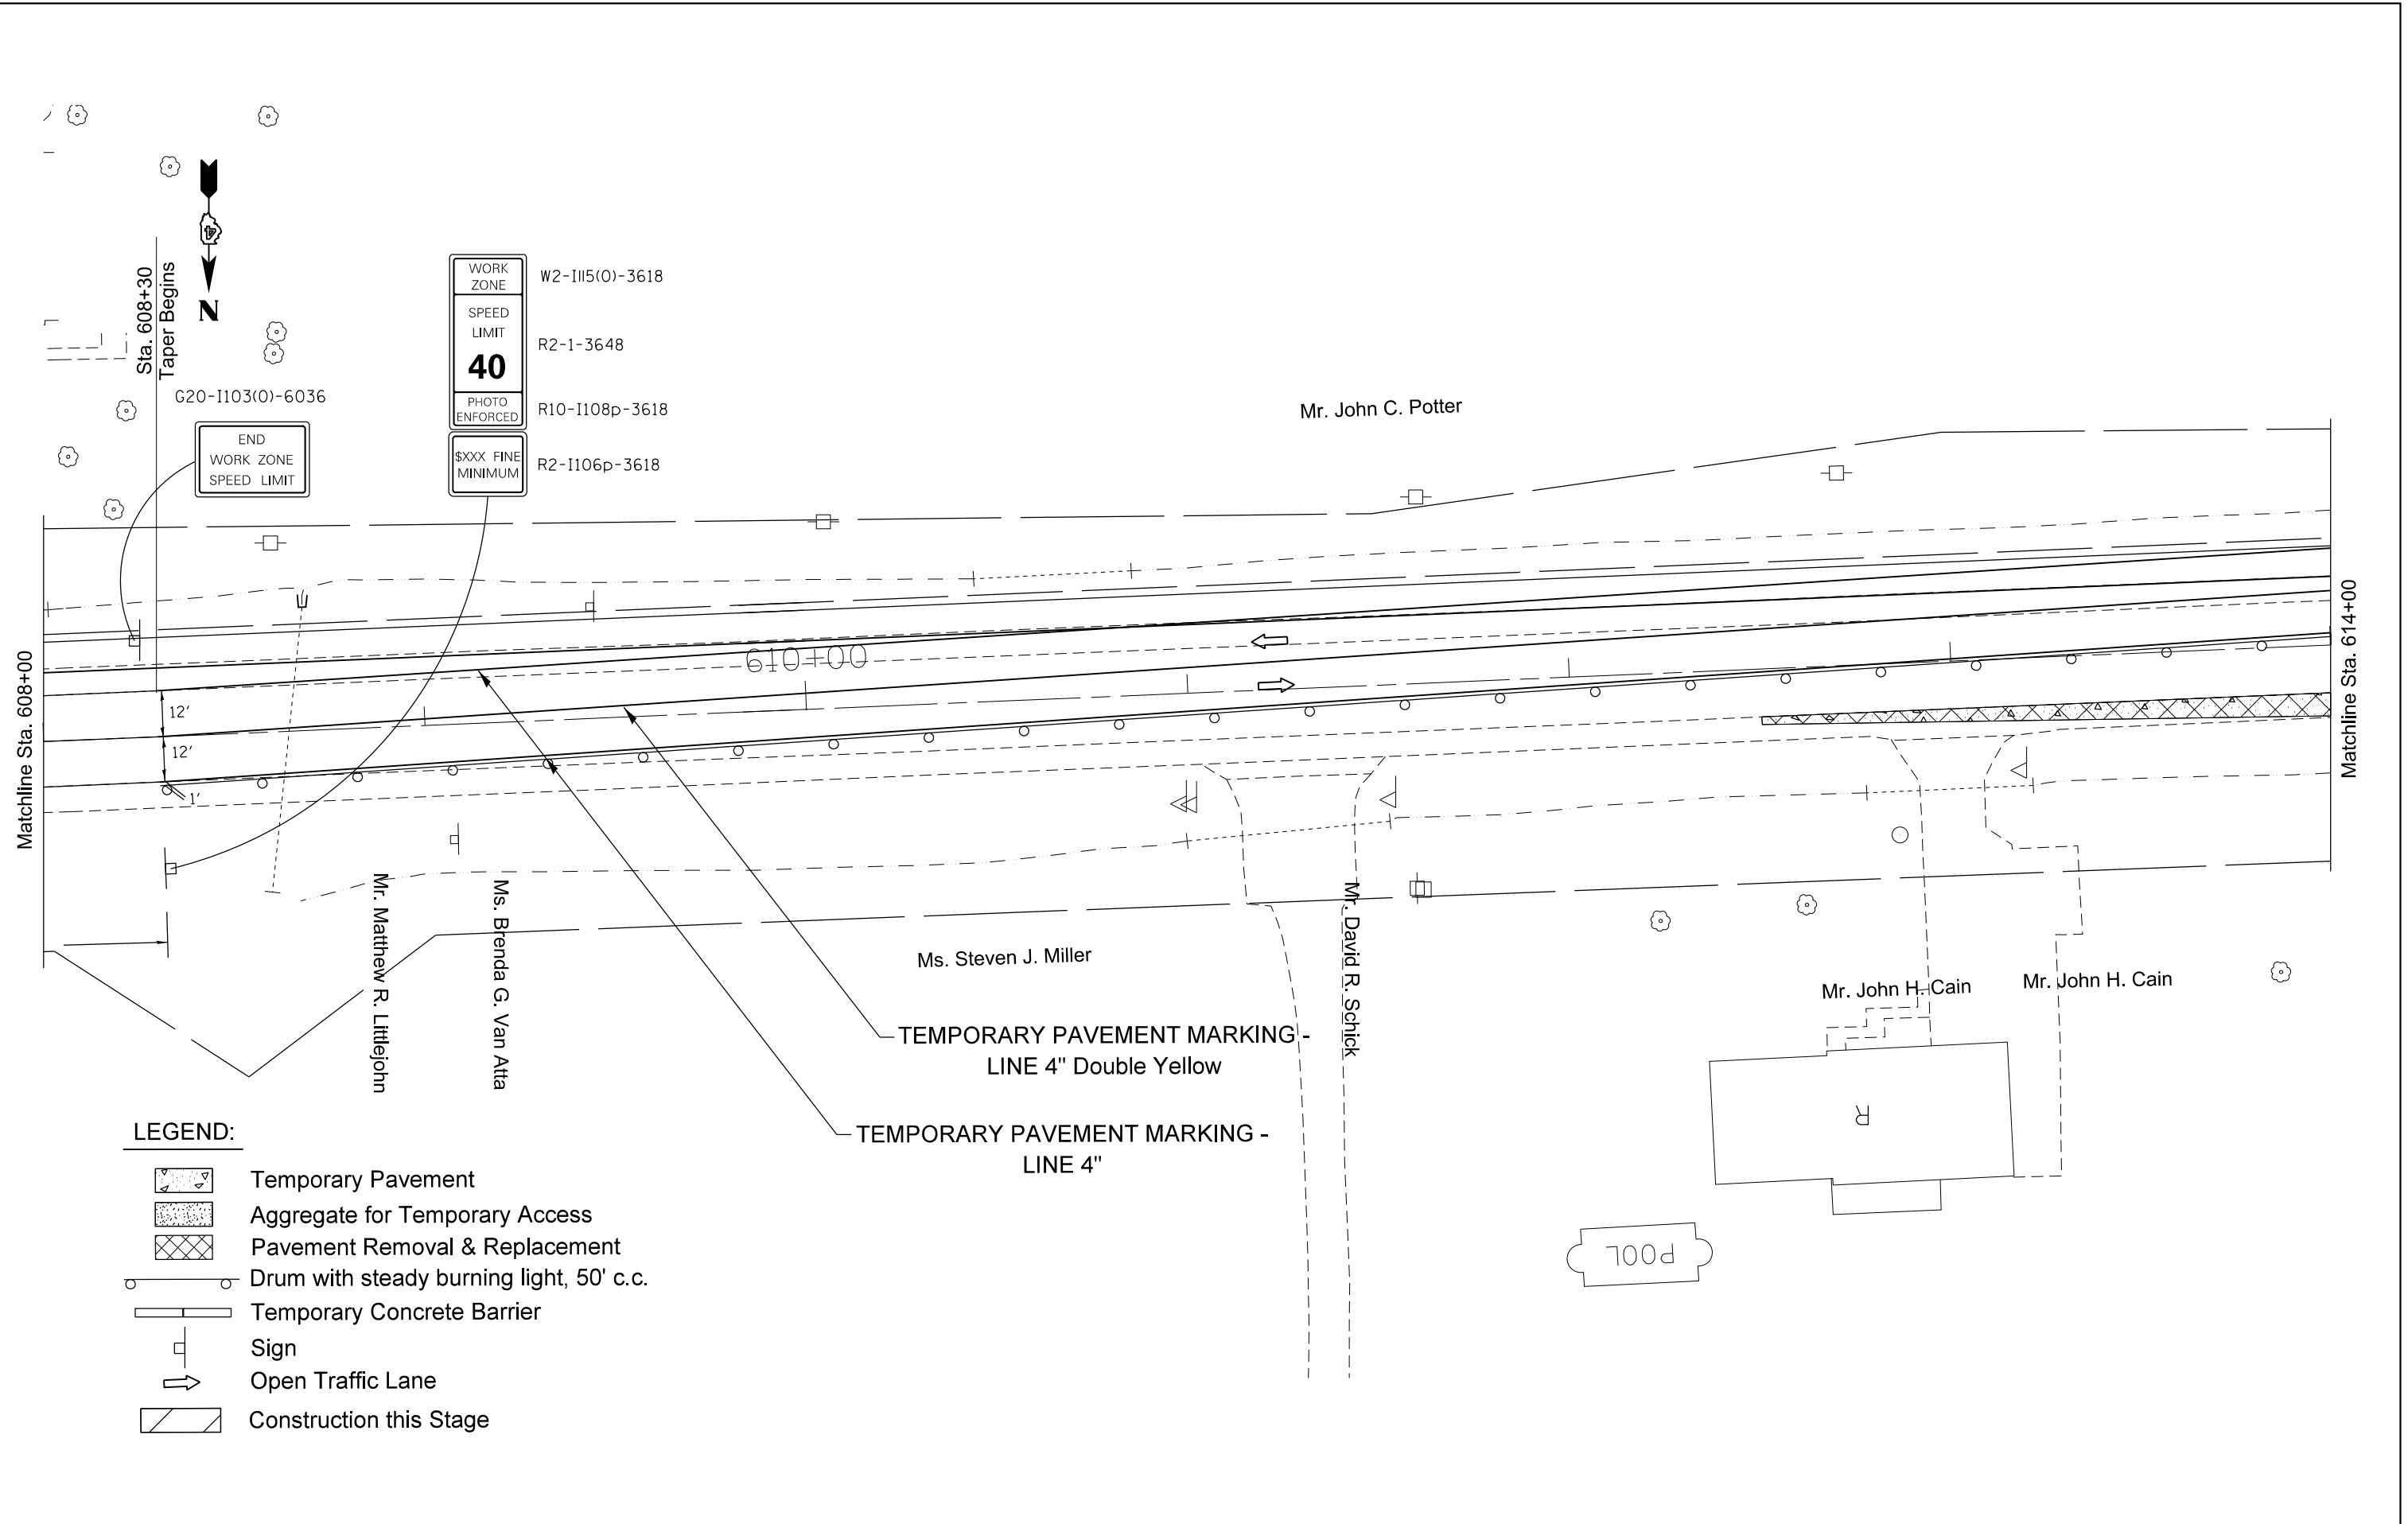 Sta. 608+30
Taper Begins
N
G20-I103(0)-6036
END
WORK ZONE
SPEED LIMIT
WORK
ZONE
W2-I115(0)-3618
SPEED
LIMIT
40
R2-1-3648
PHOTO
ENFORCED
R10-I108p-3618
$XXX FINE
MINIMUM
R2-I106p-3618
Mr. John C. Potter
Matchline Sta. 608+00
610+00
12'
12'
1'
Matchline Sta. 614+00
Mr. Matthew R. Littlejohn
Ms. Brenda G. Van Atta
Ms. Steven J. Miller
Mr. David R. Schick
Mr. John H. Cain
Mr. John H. Cain
TEMPORARY PAVEMENT MARKING -
LINE 4" Double Yellow
TEMPORARY PAVEMENT MARKING -
LINE 4"
R
POOL
LEGEND:
Temporary Pavement
Aggregate for Temporary Access
Pavement Removal & Replacement
Drum with steady burning light, 50' c.c.
Temporary Concrete Barrier
Sign
Open Traffic Lane
Construction this Stage